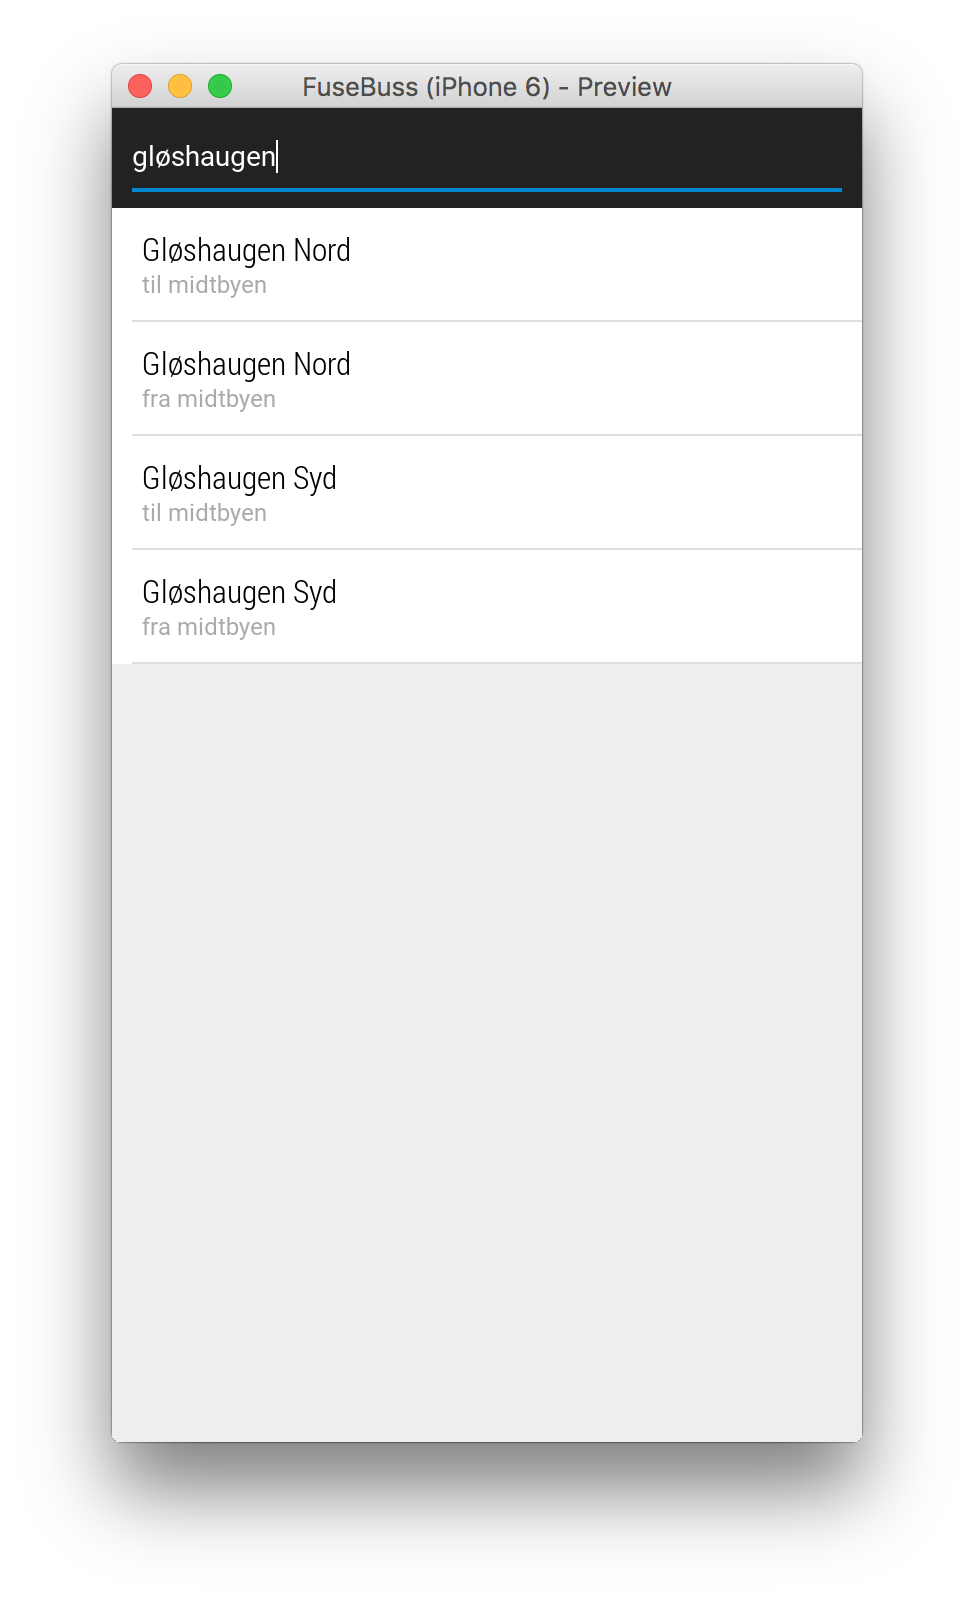 FuseBuss (iPhone 6) - Preview
gløshaugen
Gløshaugen Nord
til midtbyen
Gløshaugen Nord
fra midtbyen
Gløshaugen Syd
til midtbyen
Gløshaugen Syd
fra midtbyen